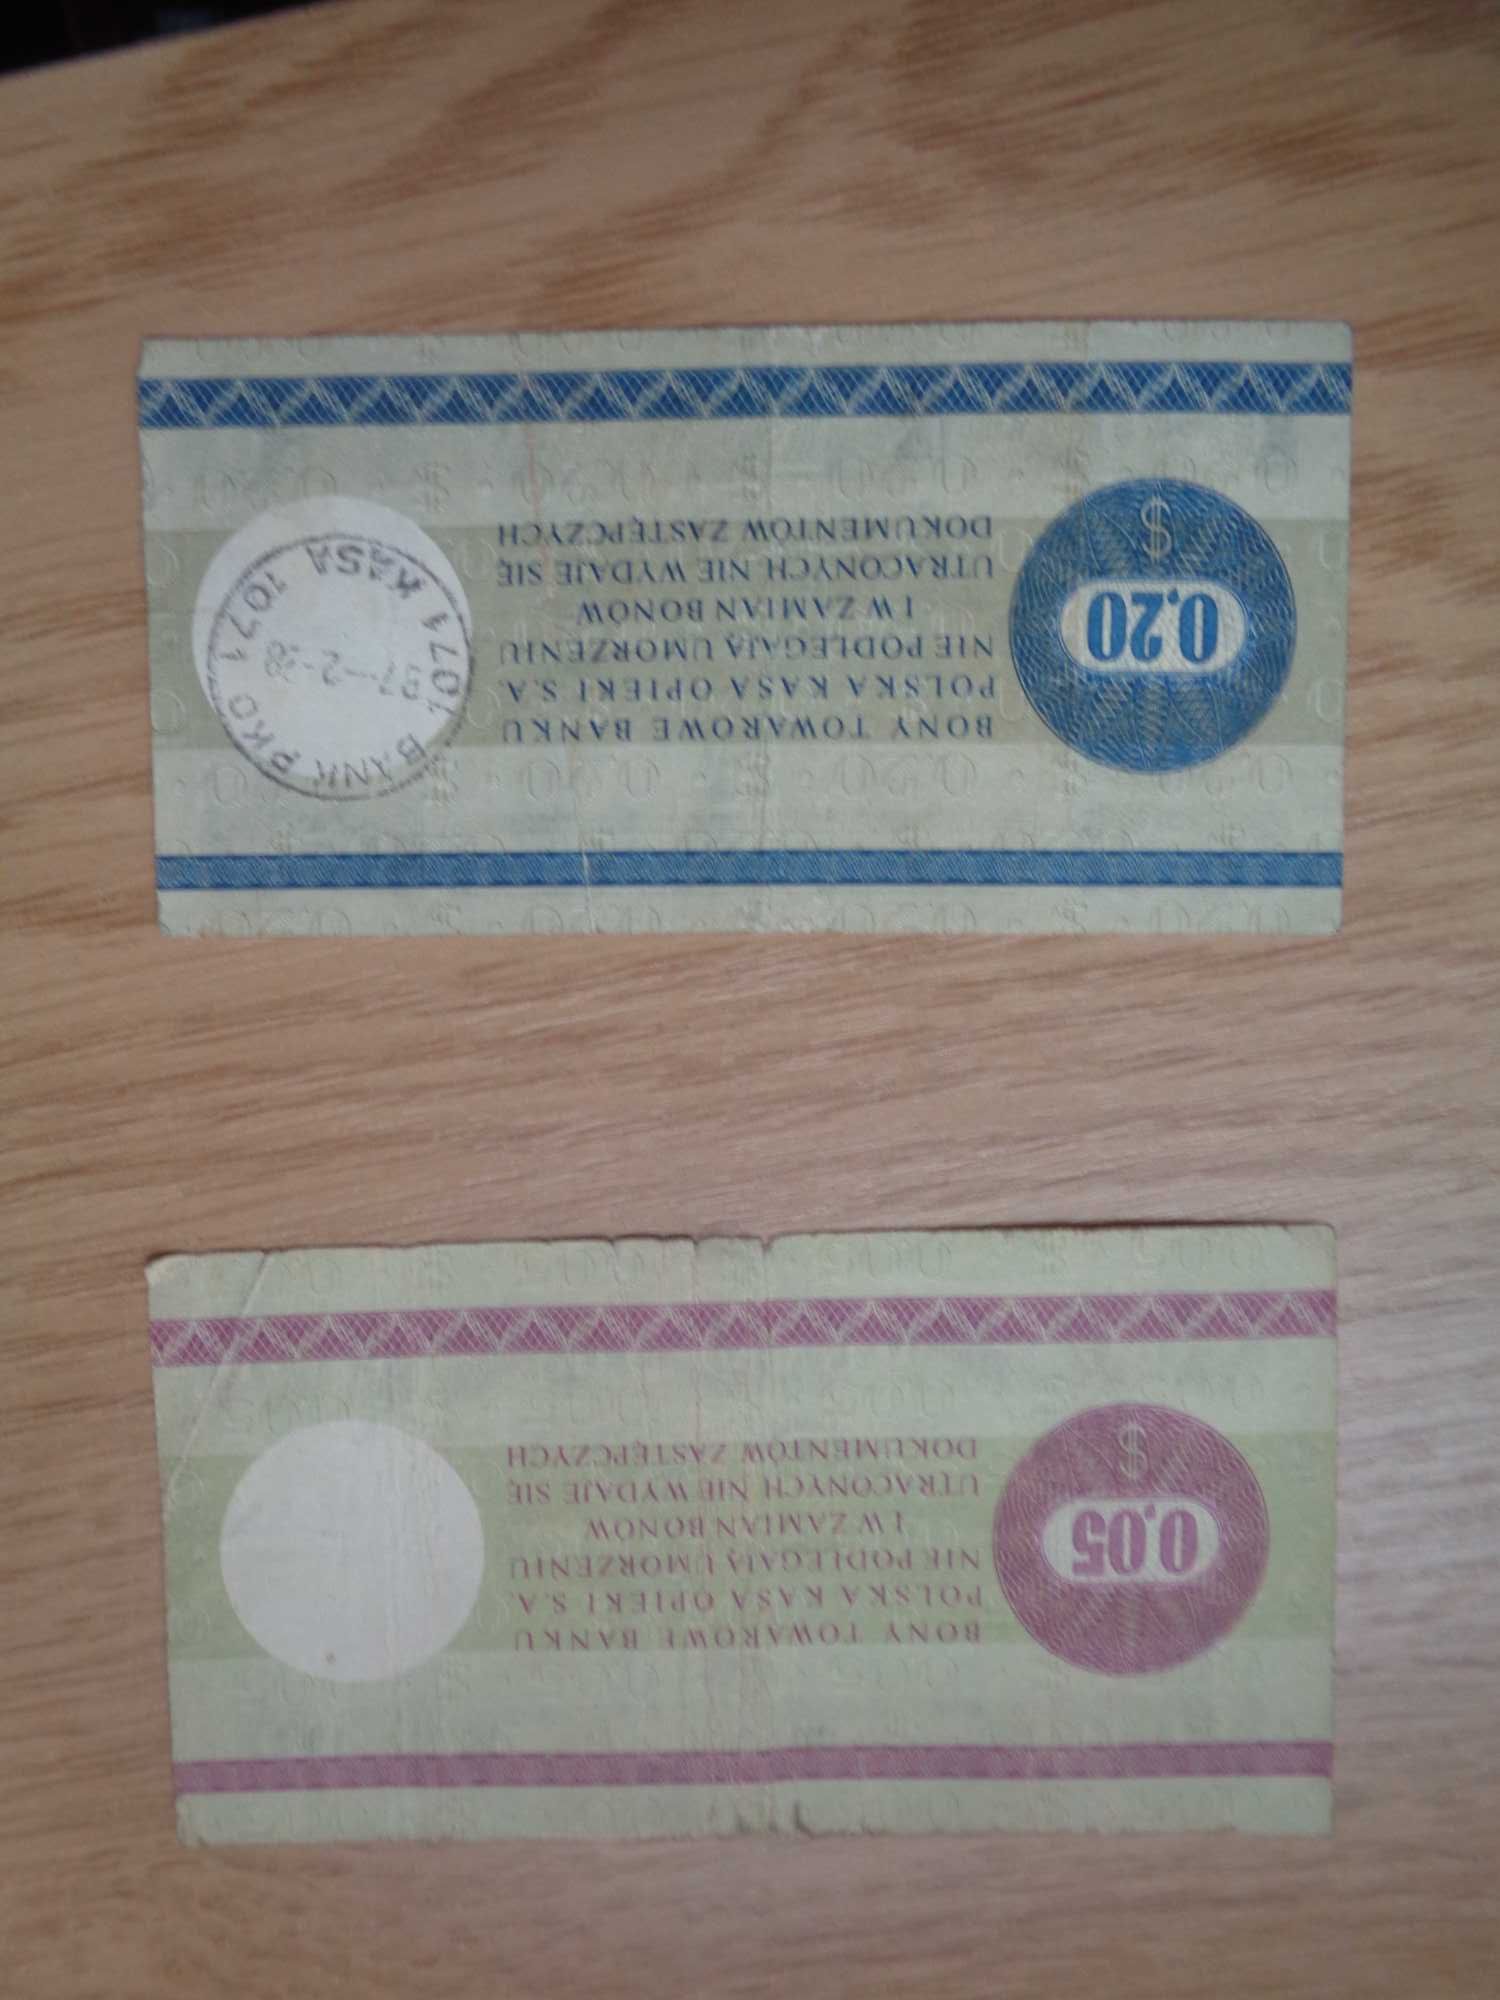 BONY TOWAROWE BANKU
POLSKA KASA OPIEKI S.A.
NIE PODLEGAJĄ UMORZENIU
I W ZAMIAN BONÓW
UTRACONYCH NIE WYDAJE SIĘ
DOKUMENTÓW ZASTĘPCZYCH
0,05
$
BONY TOWAROWE BANKU
POLSKA KASA OPIEKI S.A.
NIE PODLEGAJĄ UMORZENIU
I W ZAMIAN BONÓW
UTRACONYCH NIE WYDAJE SIĘ
DOKUMENTÓW ZASTĘPCZYCH
0,20
$
BANK PKO 1071
KASA 1071